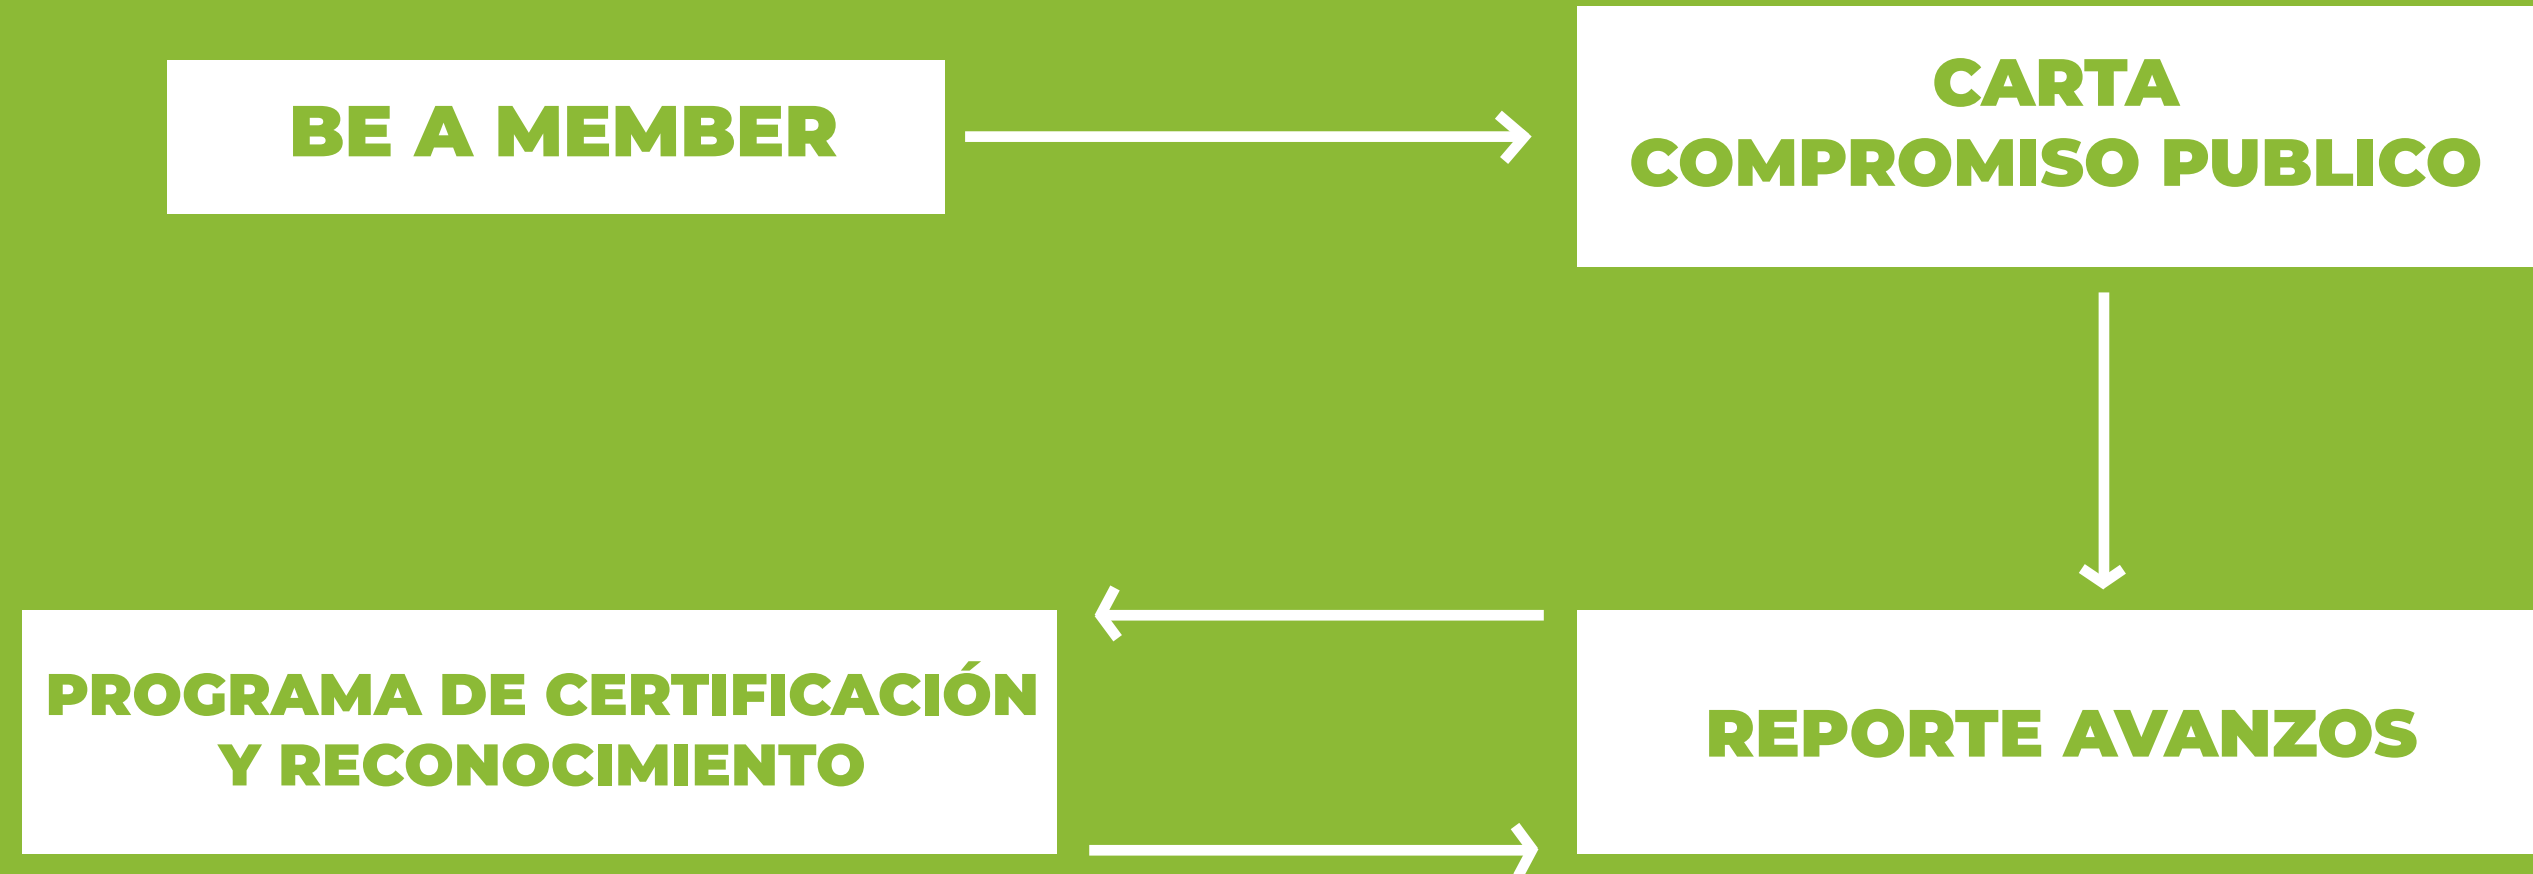 BE A MEMBER
CARTA
COMPROMISO PUBLICO
PROGRAMA DE CERTIFICACIÓN
Y RECONOCIMIENTO
REPORTE AVANZOS